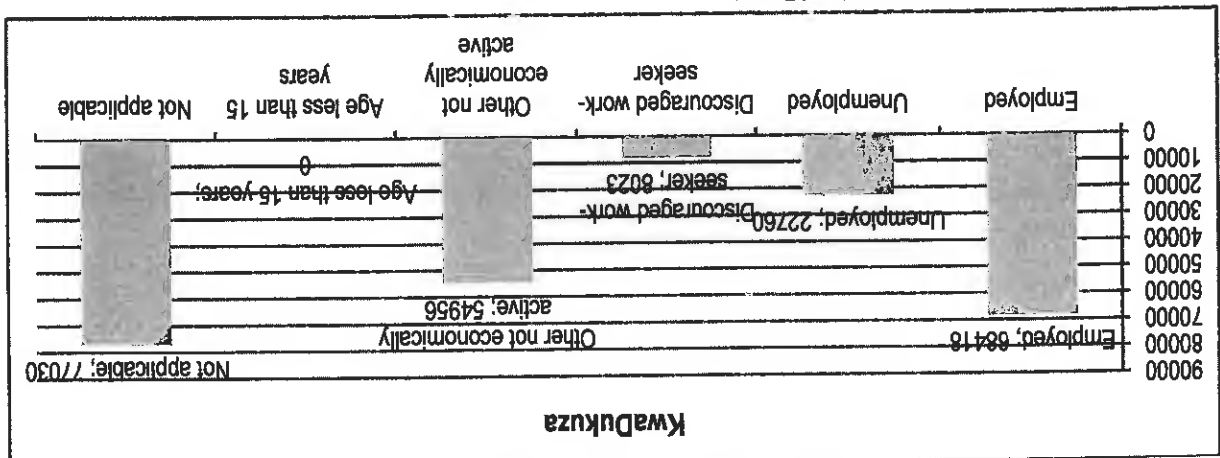 KwaDukuza
90000
80000
70000
60000
50000
40000
30000
20000
10000
0
Employed; 68418
Unemployed; 22760
Discouraged work-
seeker; 8023
Other not economically
active; 54956
Age less than 15 years;
0
Not applicable; 77030
Employed
Unemployed
Discouraged work-
seeker
Other not
economically
active
Age less than 15
years
Not applicable